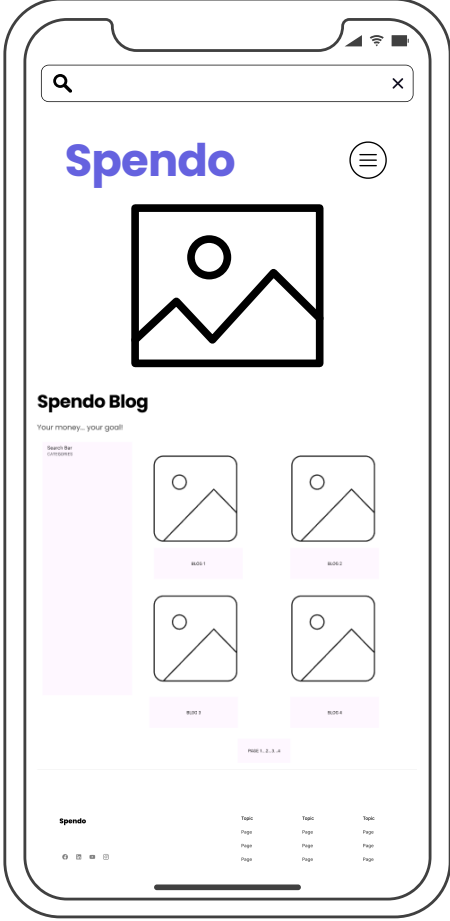 Spendo
Spendo Blog
Your money... your goal!
Search Bar
CATEGORIES
BLOG 1
BLOG 2
BLOG 3
BLOG 4
PAGE 1...2...3...4
Spendo
Topic
Topic
Topic
Page
Page
Page
Page
Page
Page
Page
Page
Page